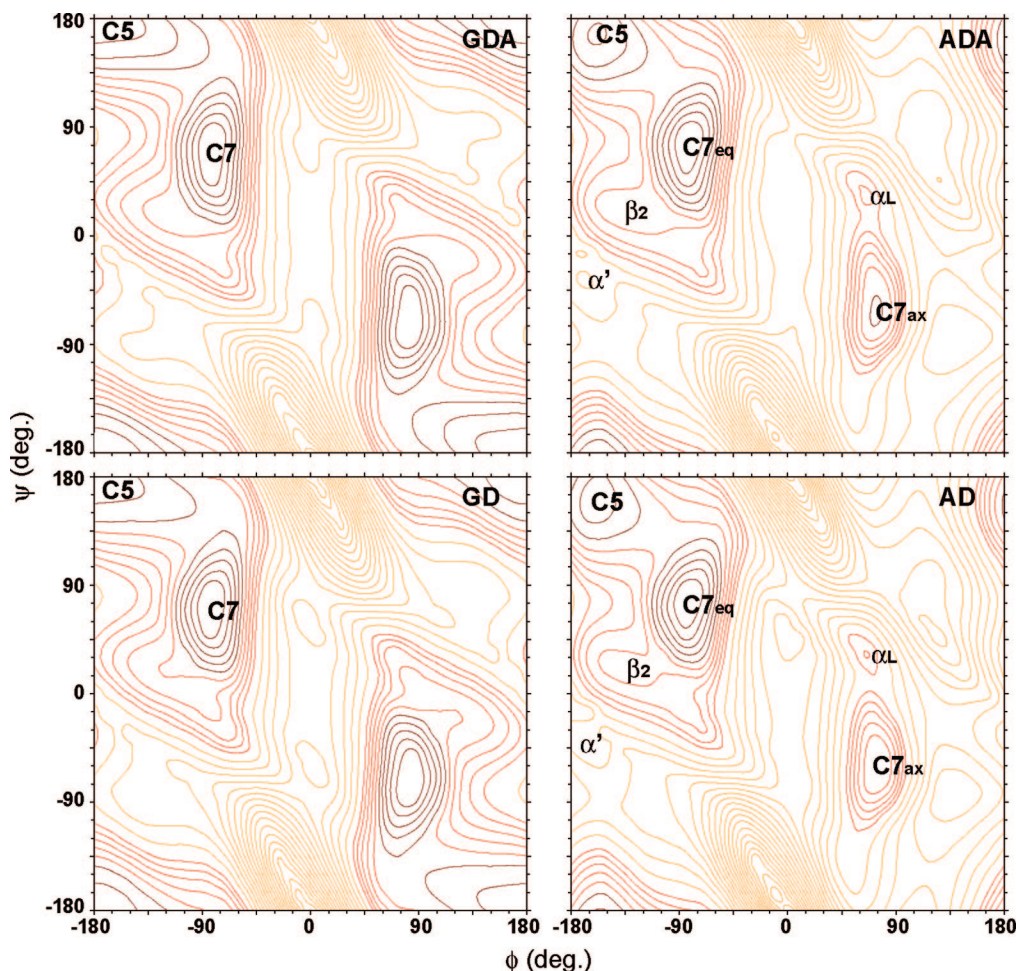 180 C5 GDA C5 ADA
90 C7 C7eq
αL
β2
0
α'
C7ax
-90
-180
ψ (deg.)
180 C5 GD C5 AD
90 C7 C7eq
αL
β2
0
α'
C7ax
-90
-180
-180 -90 0 90 180 -180 -90 0 90 180
ϕ (deg.)